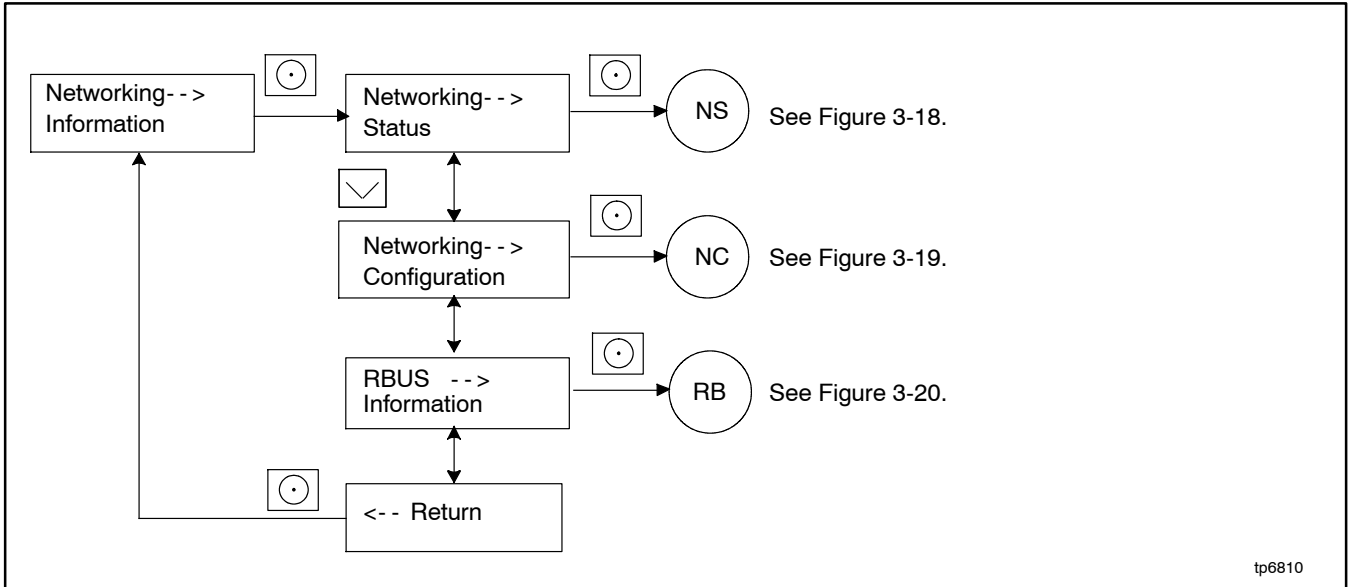 Networking- ->
Information
Networking- ->
Status
NS
See Figure 3-18.
Networking- ->
Configuration
NC
See Figure 3-19.
RBUS - ->
Information
RB
See Figure 3-20.
<- - Return
tp6810